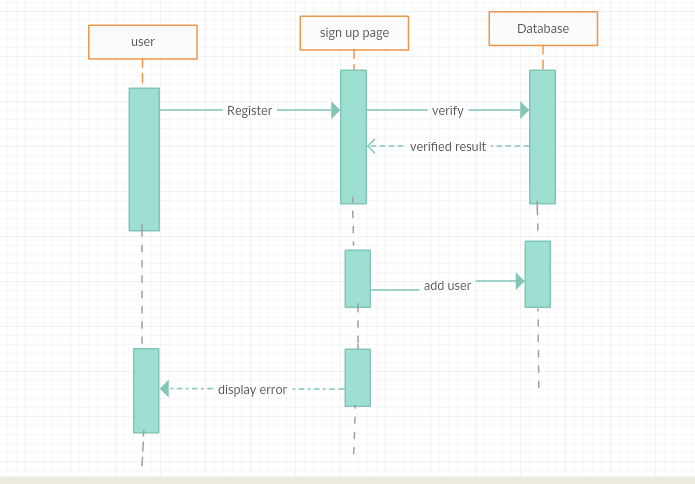 user
sign up page
Database
Register
verify
verified result
add user
display error